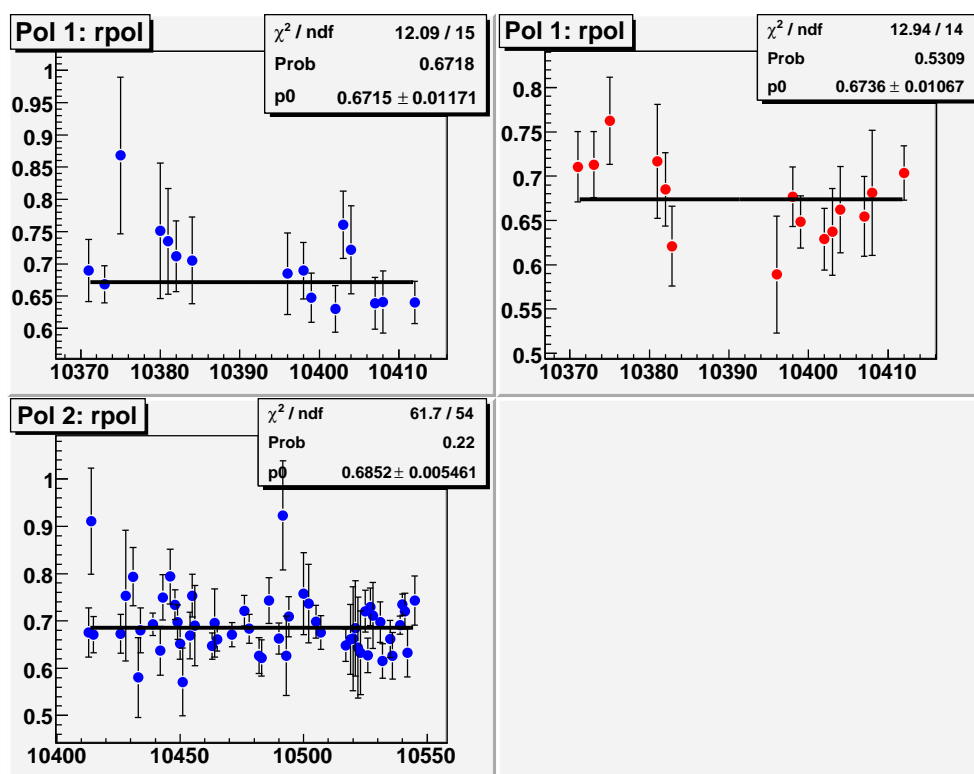 Pol 1: rpol
χ² / ndf 12.09 / 15
Prob 0.6718
p0 0.6715 ± 0.01171
1
0.95
0.9
0.85
0.8
0.75
0.7
0.65
0.6
10370 10380 10390 10400 10410
Pol 1: rpol
χ² / ndf 12.94 / 14
Prob 0.5309
p0 0.6736 ± 0.01067
0.8
0.75
0.7
0.65
0.6
0.55
0.5
10370 10380 10390 10400 10410
Pol 2: rpol
χ² / ndf 61.7 / 54
Prob 0.22
p0 0.6852 ± 0.005461
1
0.9
0.8
0.7
0.6
0.5
10400 10450 10500 10550